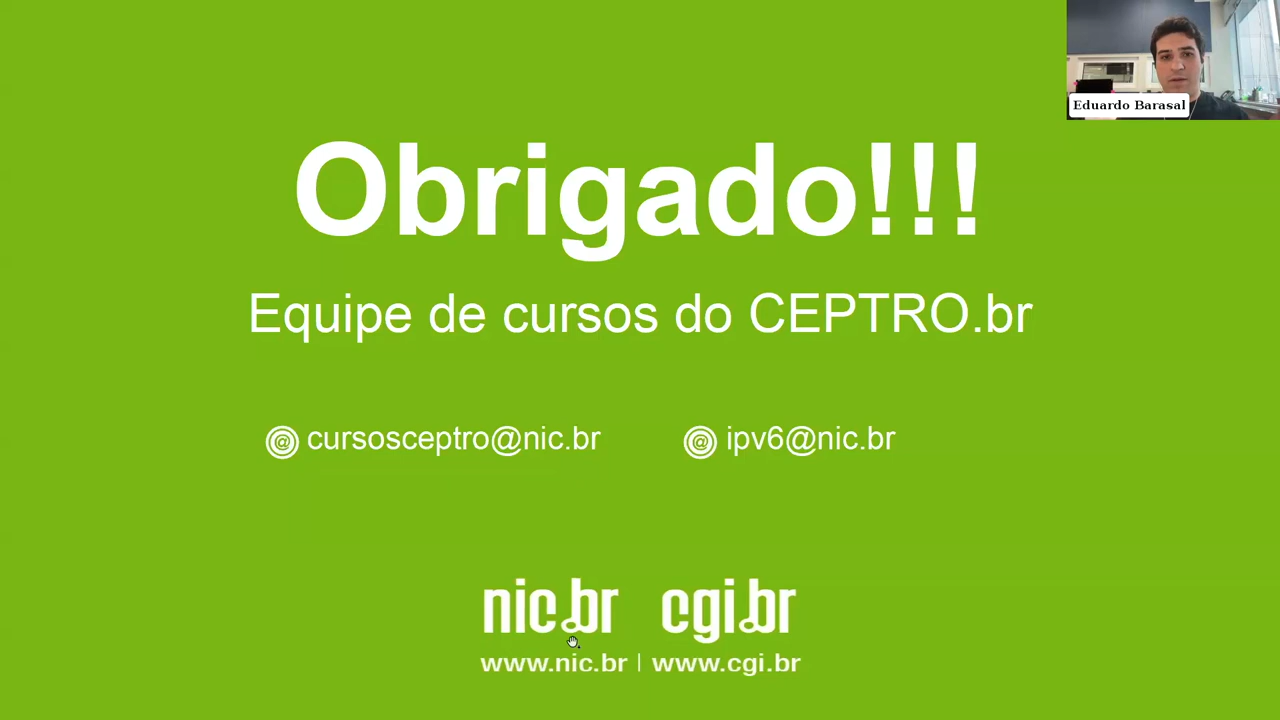 Eduardo Barasal
Obrigado!!!
Equipe de cursos do CEPTRO.br
@ cursosceptro@nic.br @ ipv6@nic.br
nic.br cgi.br
www.nic.br | www.cgi.br